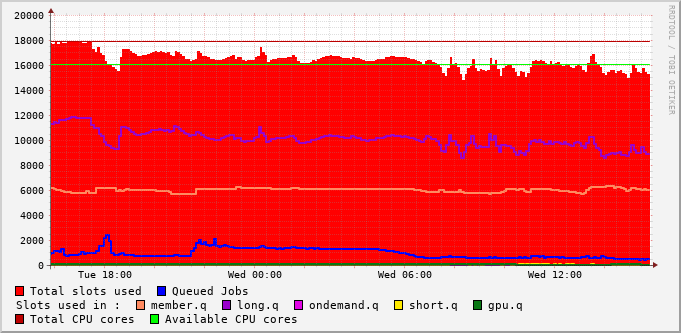 20000
18000
16000
14000
12000
10000
8000
6000
4000
2000
0
Tue 18:00 Wed 00:00 Wed 06:00 Wed 12:00
Total slots used Queued Jobs
Slots used in : member.q long.q ondemand.q short.q gpu.q
Total CPU cores Available CPU cores
RRDTOOL / TOBI OETIKER